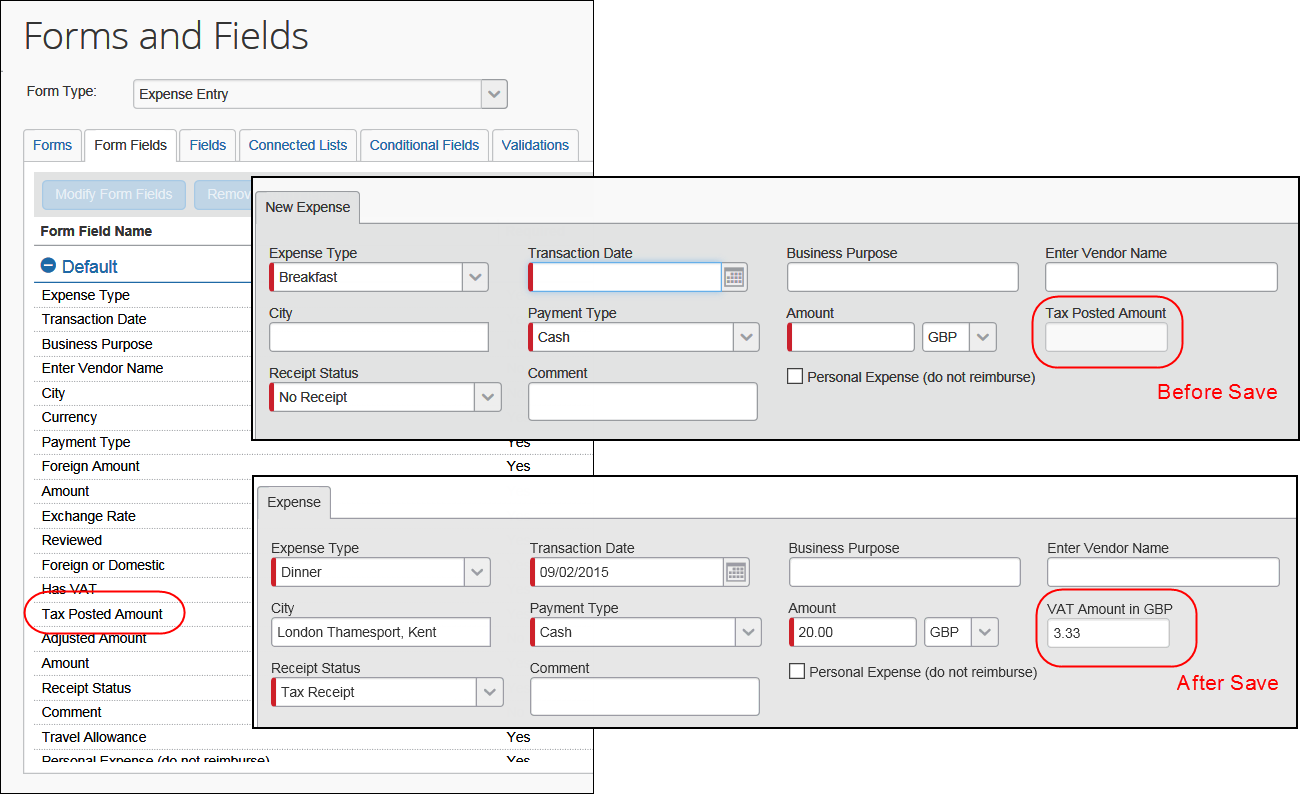 Forms and Fields
Form Type: Expense Entry
Forms Form Fields Fields Connected Lists Conditional Fields Validations
Modify Form Fields
Form Field Name
Default
Expense Type
Transaction Date
Business Purpose
Enter Vendor Name
City
Currency
Payment Type Yes
Foreign Amount Yes
Amount
Exchange Rate
Reviewed
Foreign or Domestic
Has VAT
Tax Posted Amount
Adjusted Amount
Amount
Receipt Status
Comment
Travel Allowance Yes
Personal Expense (do not reimburse) Yes
New Expense
Expense Type Transaction Date Business Purpose Enter Vendor Name
Breakfast
City Payment Type Amount Tax Posted Amount
Cash GBP
Receipt Status Comment
No Receipt Personal Expense (do not reimburse)
Before Save
Expense
Expense Type Transaction Date Business Purpose Enter Vendor Name
Dinner 09/02/2015
City Payment Type Amount VAT Amount in GBP
London Thamesport, Kent Cash 20.00 GBP 3.33
Receipt Status Comment
Tax Receipt Personal Expense (do not reimburse)
After Save